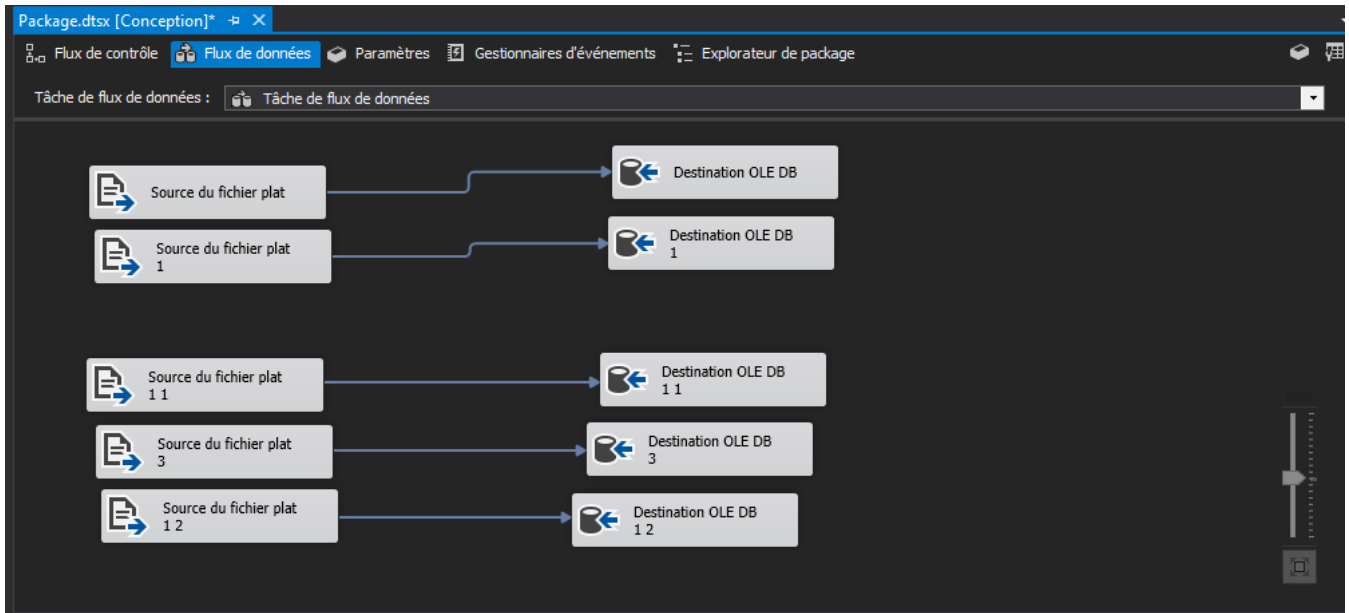 Package.dtsx [Conception]*
Flux de contrôle Flux de données Paramètres Gestionnaires d'événements Explorateur de package
Tâche de flux de données : Tâche de flux de données
Source du fichier plat
Destination OLE DB
Source du fichier plat
1
Destination OLE DB
1
Source du fichier plat
1 1
Destination OLE DB
1 1
Source du fichier plat
3
Destination OLE DB
3
Source du fichier plat
1 2
Destination OLE DB
1 2
100%